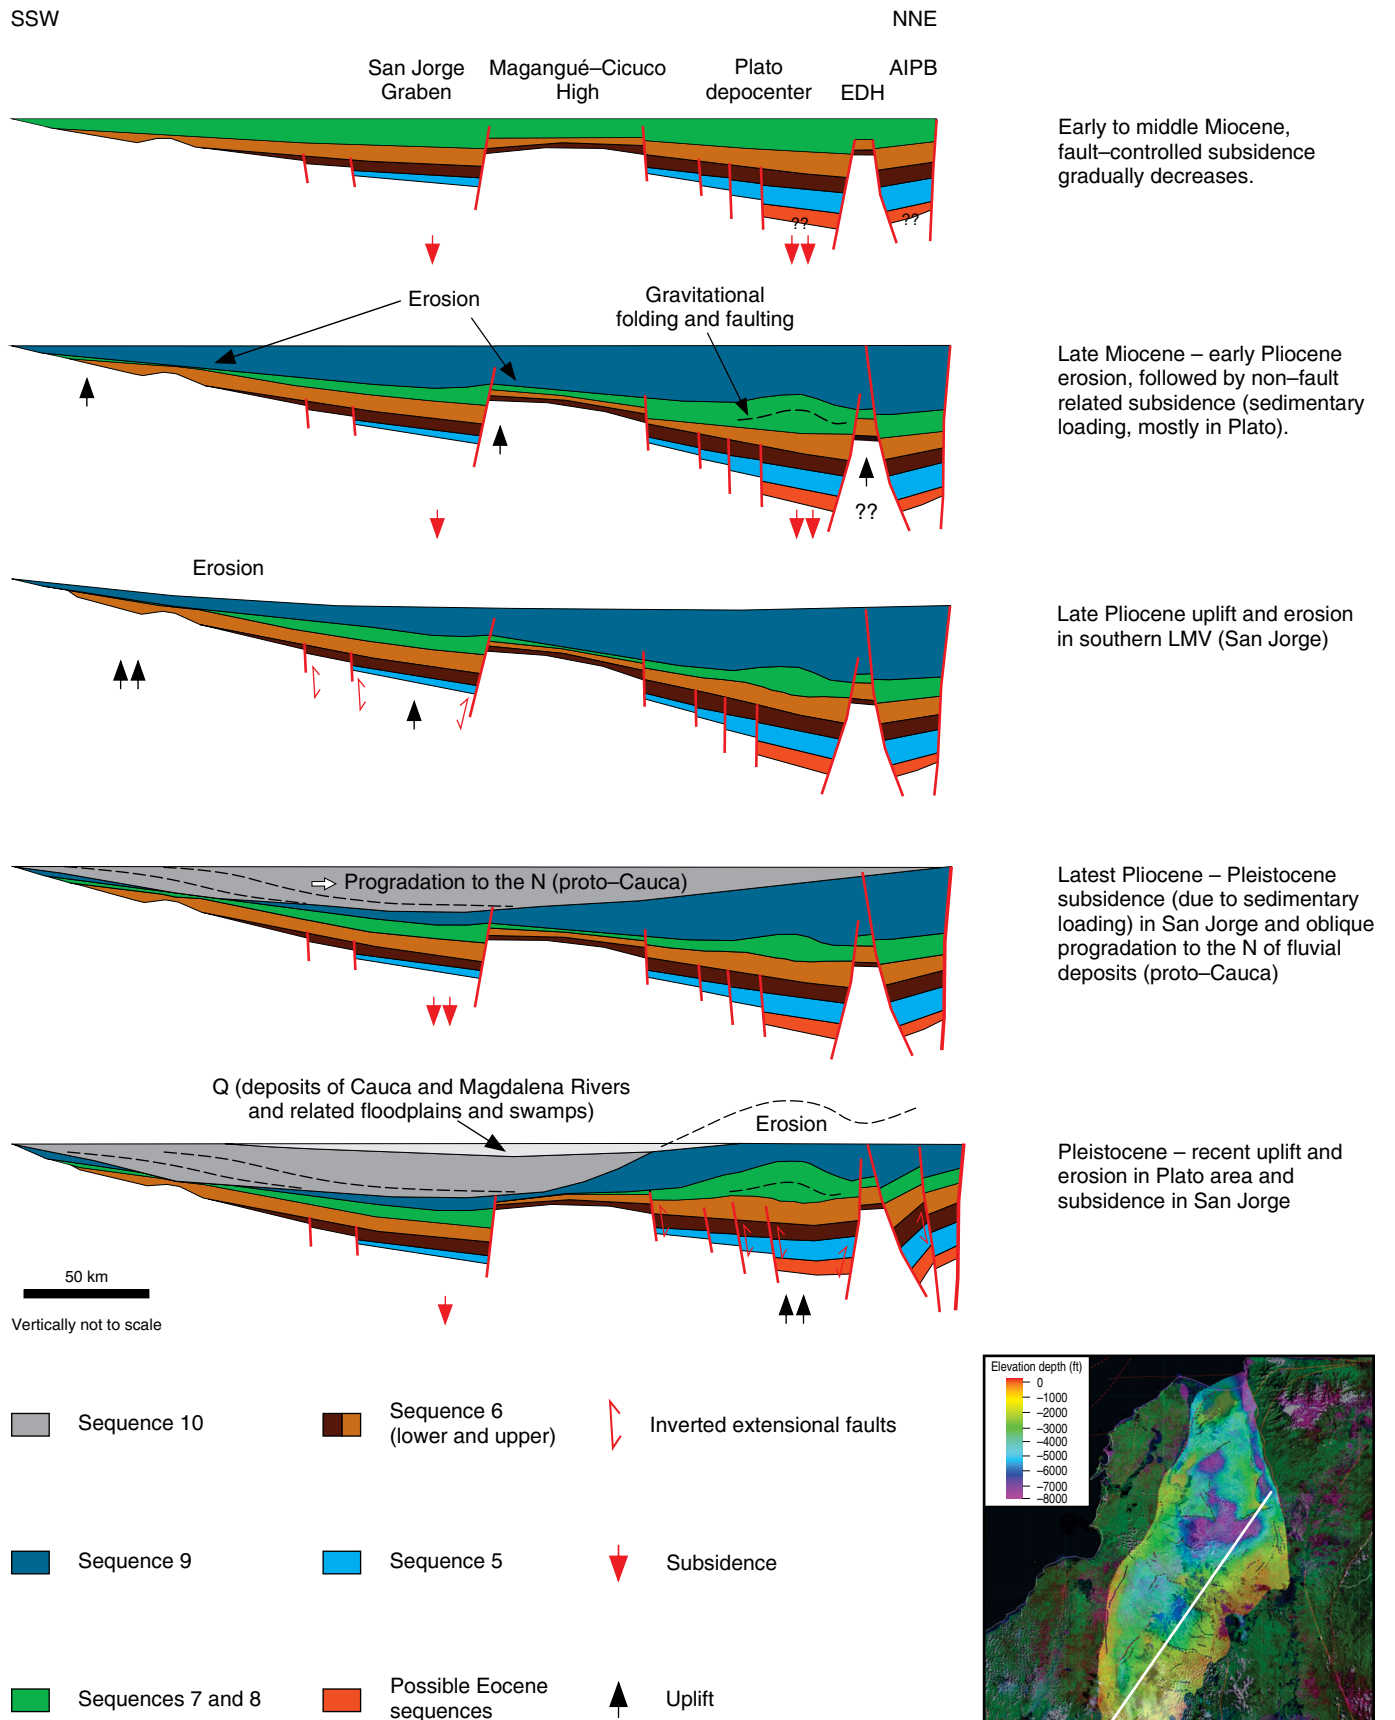 SSW
NNE
San Jorge
Graben
Magangué–Cicuco
High
Plato
depocenter
EDH
AIPB
Early to middle Miocene,
fault–controlled subsidence
gradually decreases.
??
??
Erosion
Gravitational
folding and faulting
Late Miocene – early Pliocene
erosion, followed by non–fault
related subsidence (sedimentary
loading, mostly in Plato).
??
Erosion
Late Pliocene uplift and erosion
in southern LMV (San Jorge)
Progradation to the N (proto–Cauca)
Latest Pliocene – Pleistocene
subsidence (due to sedimentary
loading) in San Jorge and oblique
progradation to the N of fluvial
deposits (proto–Cauca)
Q (deposits of Cauca and Magdalena Rivers
and related floodplains and swamps)
Erosion
Pleistocene – recent uplift and
erosion in Plato area and
subsidence in San Jorge
50 km
Vertically not to scale
Elevation depth (ft)
0
–1000
–2000
–3000
–4000
–5000
–6000
–7000
–8000
Sequence 10
Sequence 6
(lower and upper)
Inverted extensional faults
Sequence 9
Sequence 5
Subsidence
Sequences 7 and 8
Possible Eocene
sequences
Uplift